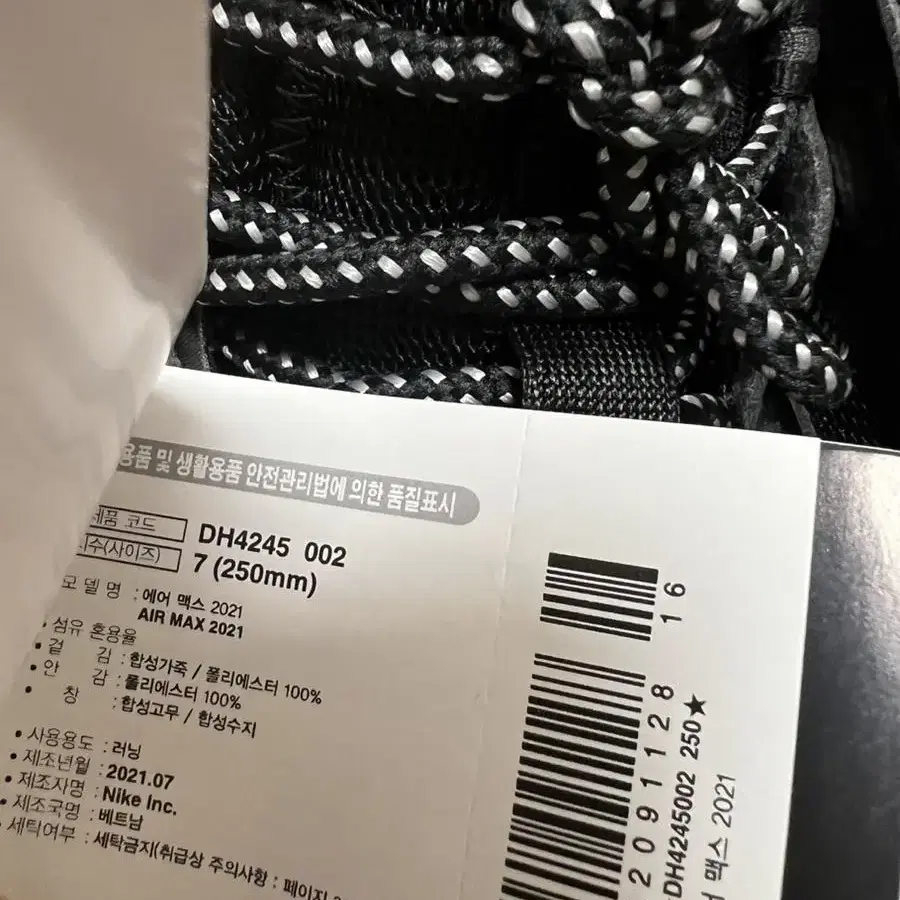 용품 및 생활용품 안전관리법에 의한 품질표시
제품 코드 DH4245 002
치수(사이즈) 7 (250mm)
모 델 명 : 에어 맥스 2021
AIR MAX 2021
• 섬유 혼용율
• 겉 감 : 합성가죽 / 폴리에스터 100%
• 안 감 : 폴리에스터 100%
• 창 : 합성고무 / 합성수지
• 사용용도 : 러닝
• 제조년월 : 2021.07
• 제조자명 : Nike Inc.
• 제조국명 : 베트남
• 세탁여부 : 세탁금지(취급상 주의사항 : 페이지
16
2091128
DH4245002 250★
맥스 2021